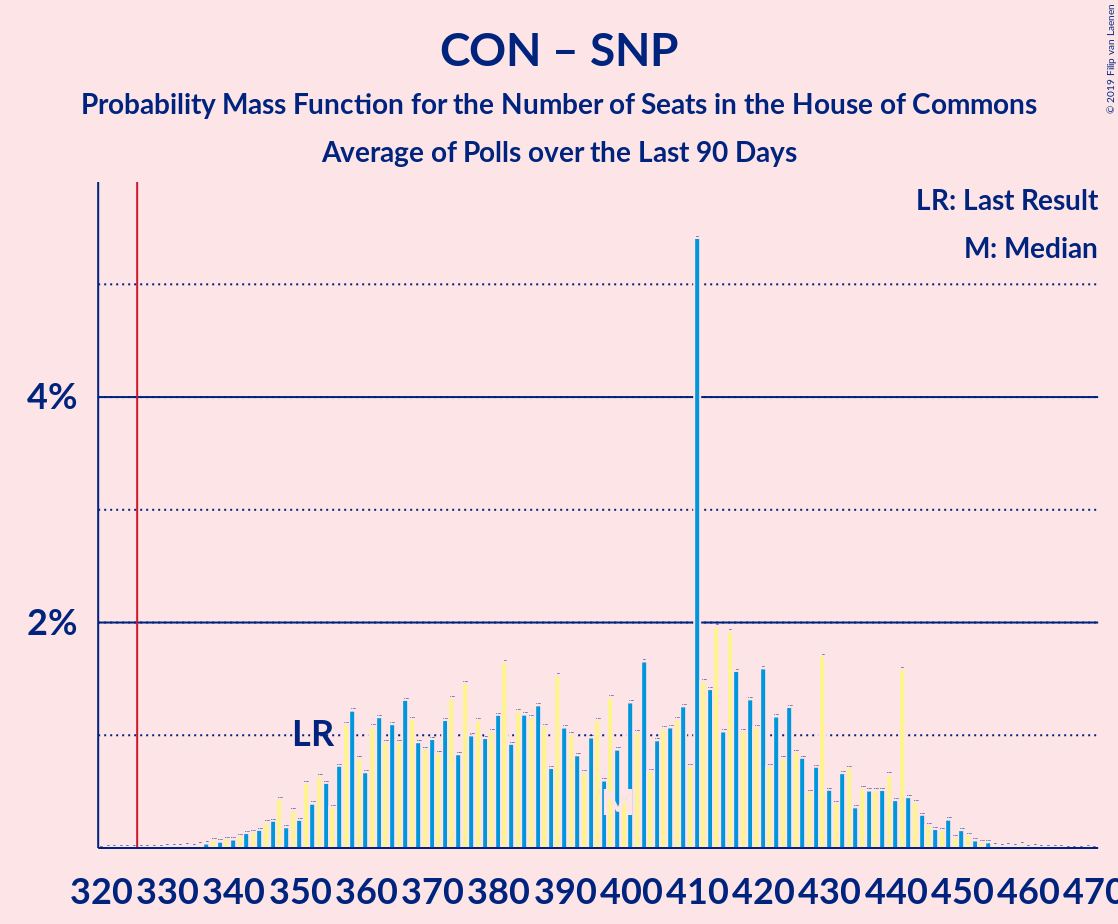 CON – SNP
Probability Mass Function for the Number of Seats in the House of Commons
Average of Polls over the Last 90 Days
© 2019 Filip van Laenen
LR: Last Result
M: Median
4%
2%
LR
M
320 330 340 350 360 370 380 390 400 410 420 430 440 450 460 470